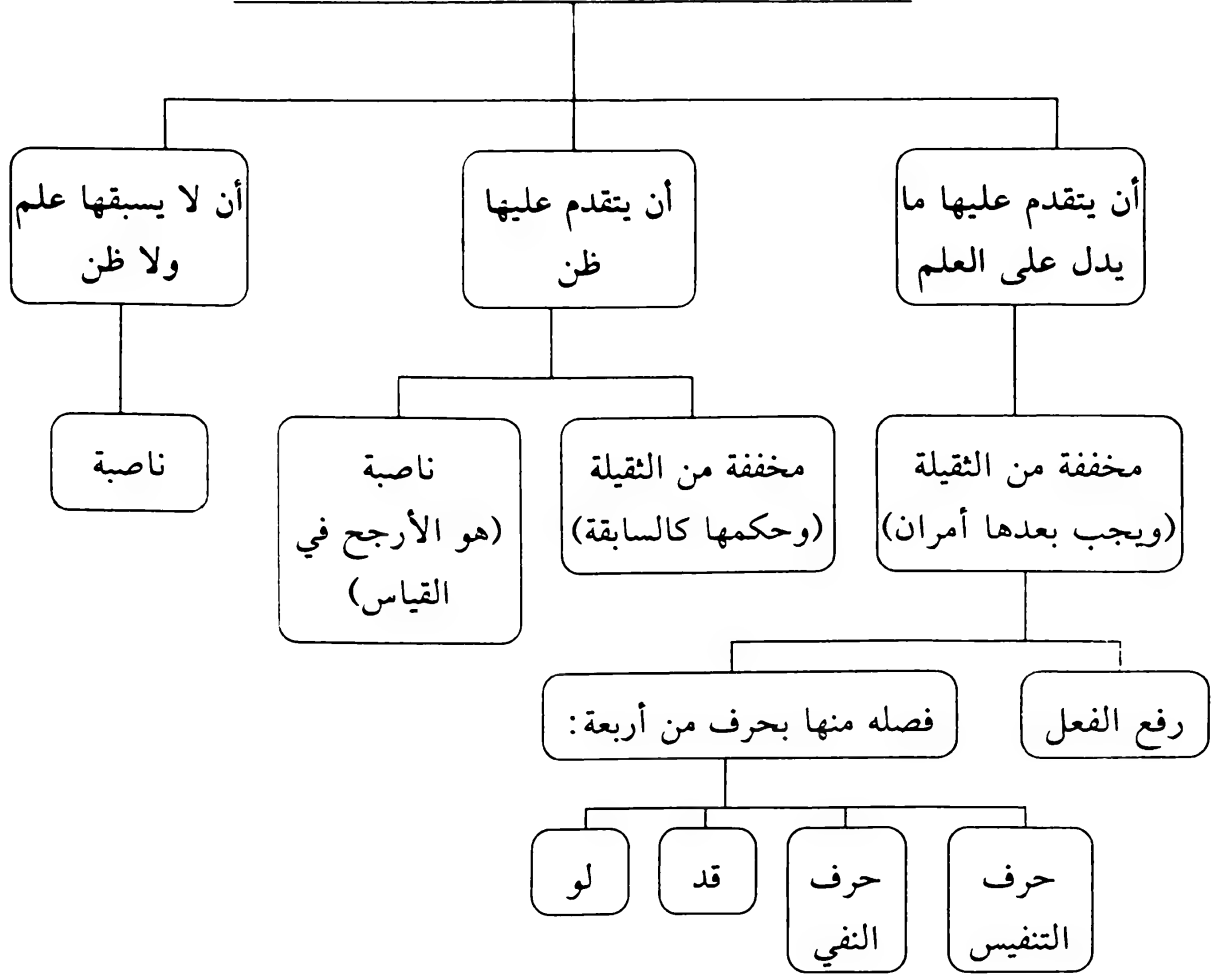 أن يتقدم عليها ما
يدل على العلم
أن يتقدم عليها
ظن
أن لا يسبقها علم
ولا ظن
مخففة من الثقيلة
(ويجب بعدها أمران)
مخففة من الثقيلة
(وحكمها كالسابقة)
ناصبة
(هو الأرجح في
القياس)
ناصبة
رفع الفعل
فصله منها بحرف من أربعة:
حرف
التنفيس
حرف
النفي
قد
لو